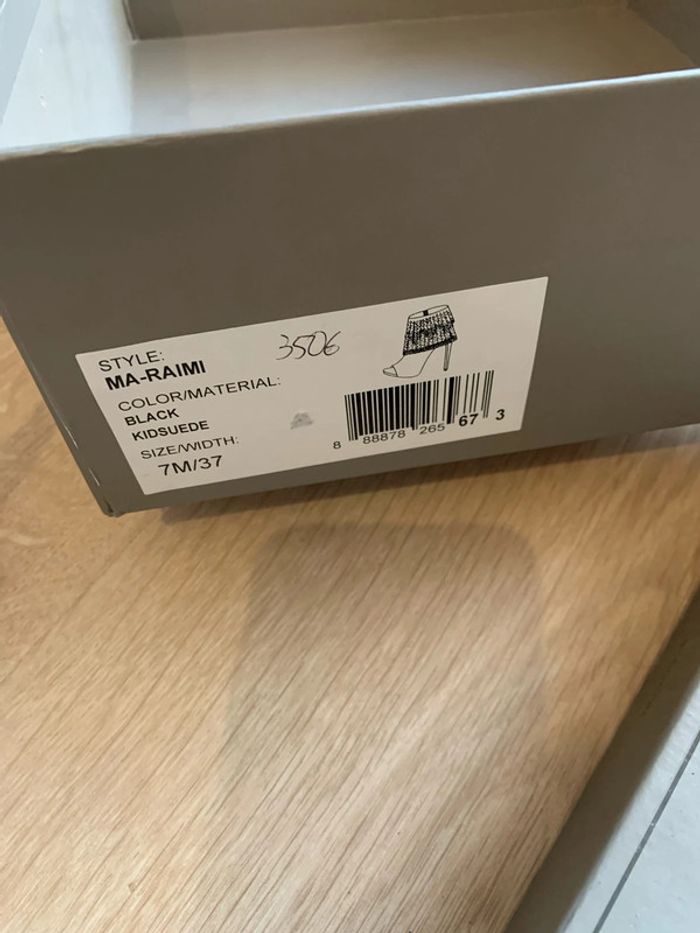 STYLE:
MA-RAIMI
COLOR/MATERIAL:
BLACK
KIDSUEDE
SIZE/WIDTH:
7M/37
3506
8 88878 265 67 3